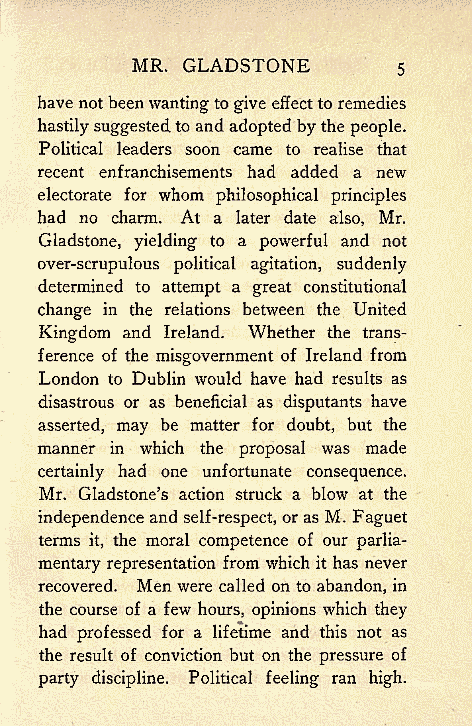 MR. GLADSTONE 5
have not been wanting to give effect to remedies
hastily suggested to and adopted by the people.
Political leaders soon came to realise that
recent enfranchisements had added a new
electorate for whom philosophical principles
had no charm. At a later date also, Mr.
Gladstone, yielding to a powerful and not
over-scrupulous political agitation, suddenly
determined to attempt a great constitutional
change in the relations between the United
Kingdom and Ireland. Whether the trans-
ference of the misgovernment of Ireland from
London to Dublin would have had results as
disastrous or as beneficial as disputants have
asserted, may be matter for doubt, but the
manner in which the proposal was made
certainly had one unfortunate consequence.
Mr. Gladstone's action struck a blow at the
independence and self-respect, or as M. Faguet
terms it, the moral competence of our parlia-
mentary representation from which it has never
recovered. Men were called on to abandon, in
the course of a few hours, opinions which they
had professed for a lifetime and this not as
the result of conviction but on the pressure of
party discipline. Political feeling ran high.